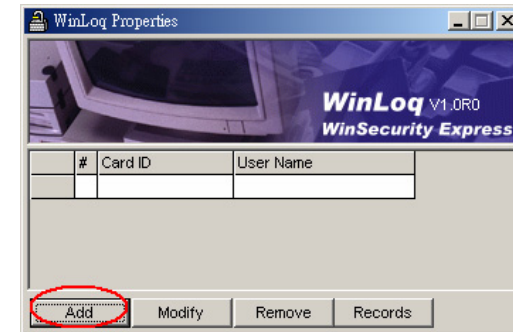 WinLoq Properties
WinLoq V1.0R0
WinSecurity Express
# Card ID User Name
Add Modify Remove Records